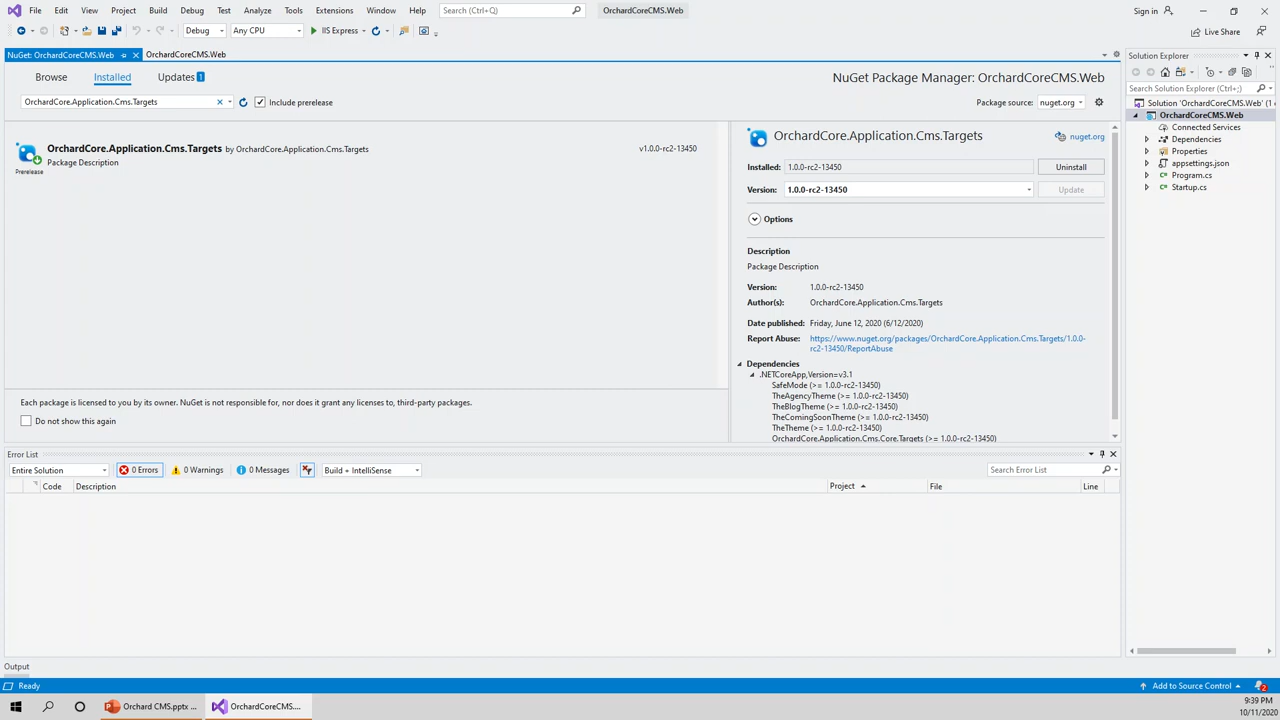 File Edit View Project Build Debug Test Analyze Tools Extensions Window Help Search (Ctrl+Q) OrchardCoreCMS.Web Sign in
Debug Any CPU IIS Express Live Share
NuGet: OrchardCoreCMS.Web OrchardCoreCMS.Web
Browse Installed Updates 1 NuGet Package Manager: OrchardCoreCMS.Web
OrchardCore.Application.Cms.Targets Include prerelease Package source: nuget.org
OrchardCore.Application.Cms.Targets by OrchardCore.Application.Cms.Targets v1.0.0-rc2-13450
Package Description
Prerelease
Each package is licensed to you by its owner. NuGet is not responsible for, nor does it grant any licenses to, third-party packages.
Do not show this again
OrchardCore.Application.Cms.Targets nuget.org
Installed: 1.0.0-rc2-13450 Uninstall
Version: 1.0.0-rc2-13450 Update
Options
Description
Package Description
Version: 1.0.0-rc2-13450
Author(s): OrchardCore.Application.Cms.Targets
Date published: Friday, June 12, 2020 (6/12/2020)
Report Abuse: https://www.nuget.org/packages/OrchardCore.Application.Cms.Targets/1.0.0-
rc2-13450/ReportAbuse
Dependencies
.NETCoreApp,Version=v3.1
SafeMode (>= 1.0.0-rc2-13450)
TheAgencyTheme (>= 1.0.0-rc2-13450)
TheBlogTheme (>= 1.0.0-rc2-13450)
TheComingSoonTheme (>= 1.0.0-rc2-13450)
TheTheme (>= 1.0.0-rc2-13450)
OrchardCore.Application.Cms.Core.Targets (>= 1.0.0-rc2-13450)
Solution Explorer
Search Solution Explorer (Ctrl+;)
Solution 'OrchardCoreCMS.Web' (1 
OrchardCoreCMS.Web
Connected Services
Dependencies
Properties
appsettings.json
Program.cs
Startup.cs
Error List
Entire Solution 0 Errors 0 Warnings 0 Messages Build + IntelliSense Search Error List
Code Description Project File Line
Output
Ready Add to Source Control 2
Orchard CMS.pptx ... OrchardCoreCMS.... 9:39 PM
10/11/2020